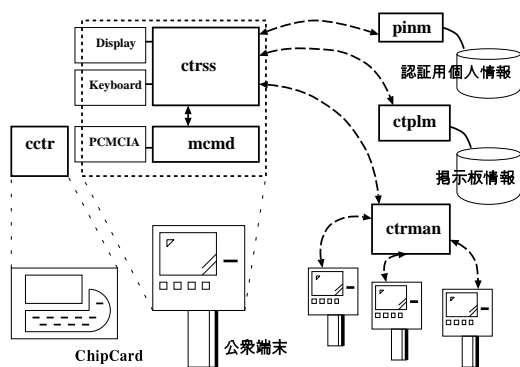 Display
ctrss
pinm
認証用個人情報
Keyboard
ctplm
cctr
PCMCIA
mcmd
掲示板情報
ctrman
公衆端末
ChipCard